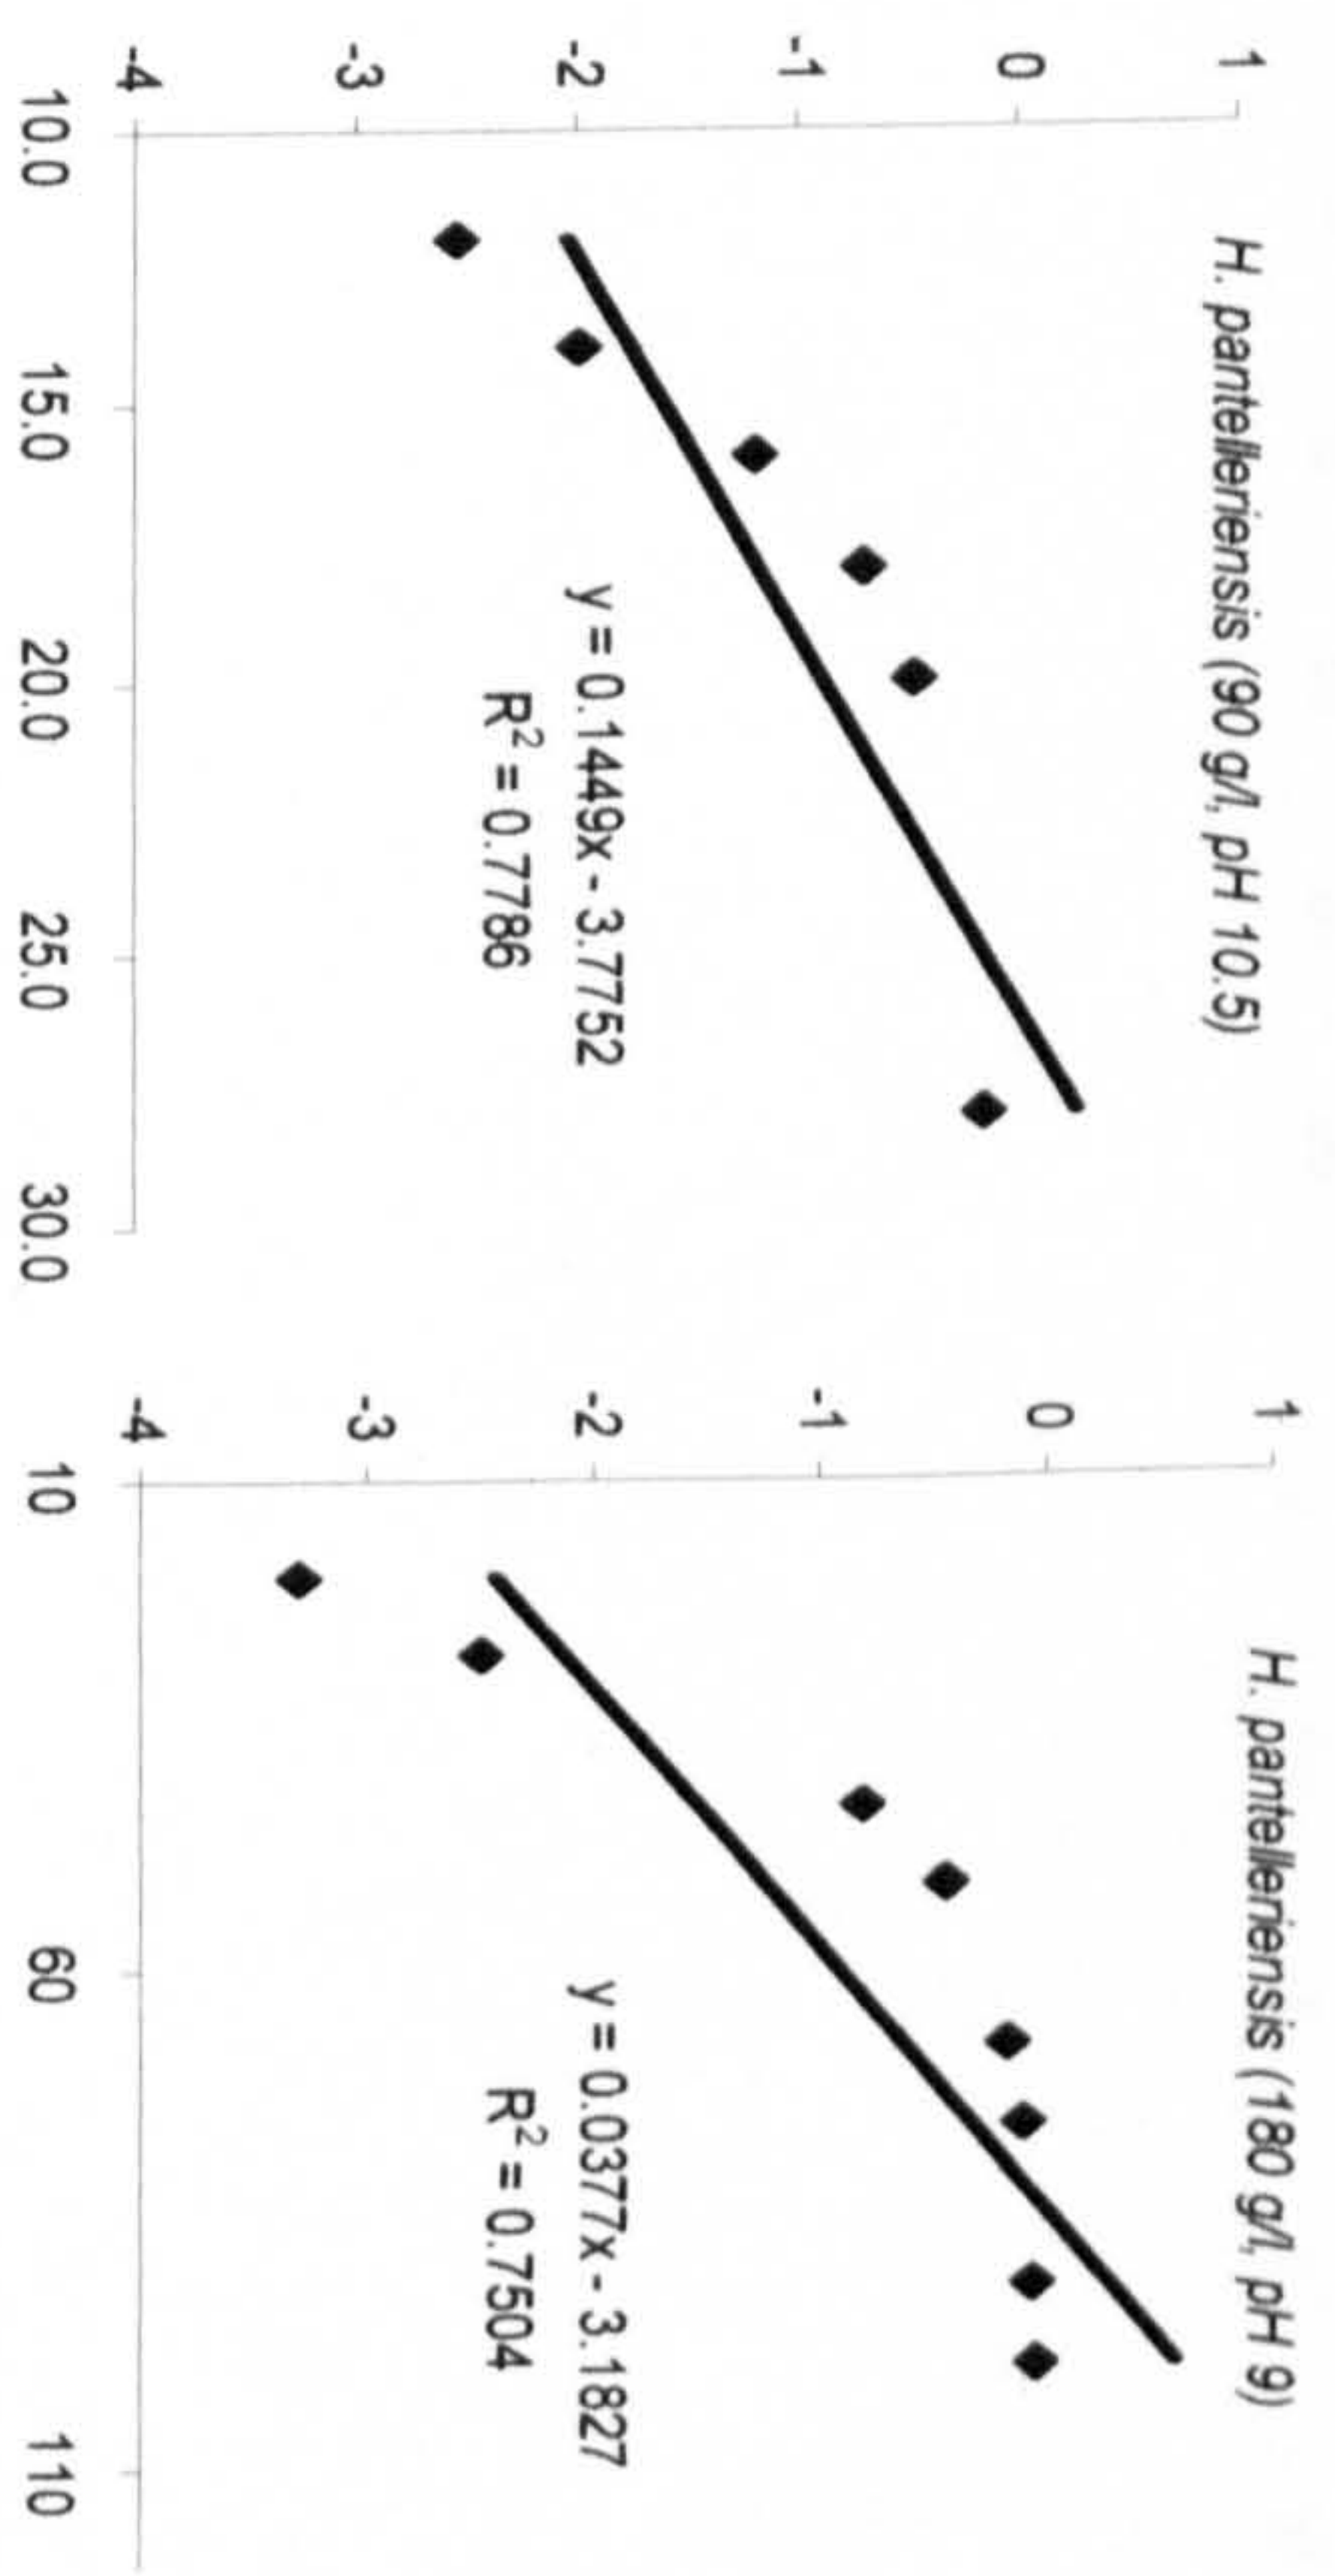 H. pantelleriensis (90 g/l, pH 10.5)
1
0
-1
-2
-3
-4
y = 0.1449x - 3.7752
R² = 0.7786
10.0 15.0 20.0 25.0 30.0
H. pantelleriensis (180 g/l, pH 9)
1
0
-1
-2
-3
-4
y = 0.0377x - 3.1827
R² = 0.7504
10 60 110